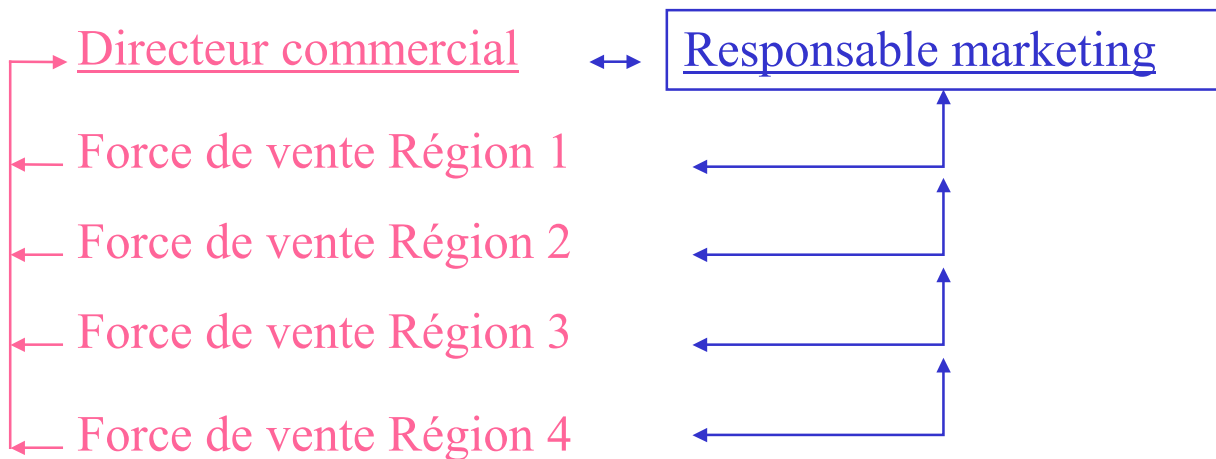 Directeur commercial
Responsable marketing
Force de vente Région 1
Force de vente Région 2
Force de vente Région 3
Force de vente Région 4